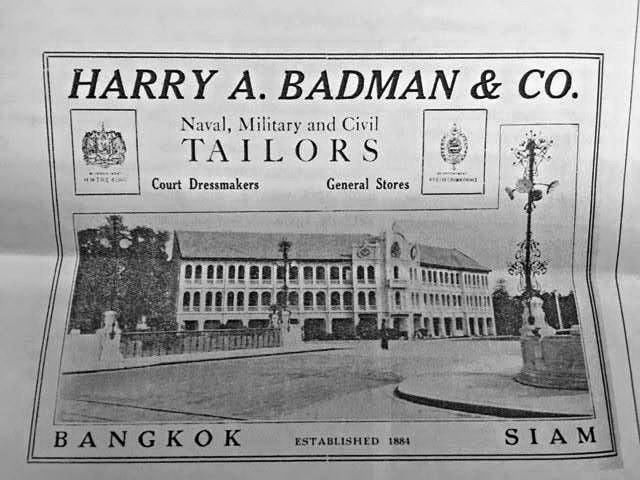 HARRY A. BADMAN & CO.
Naval, Military and Civil
TAILORS
Court Dressmakers
General Stores
BANGKOK
ESTABLISHED 1884
SIAM